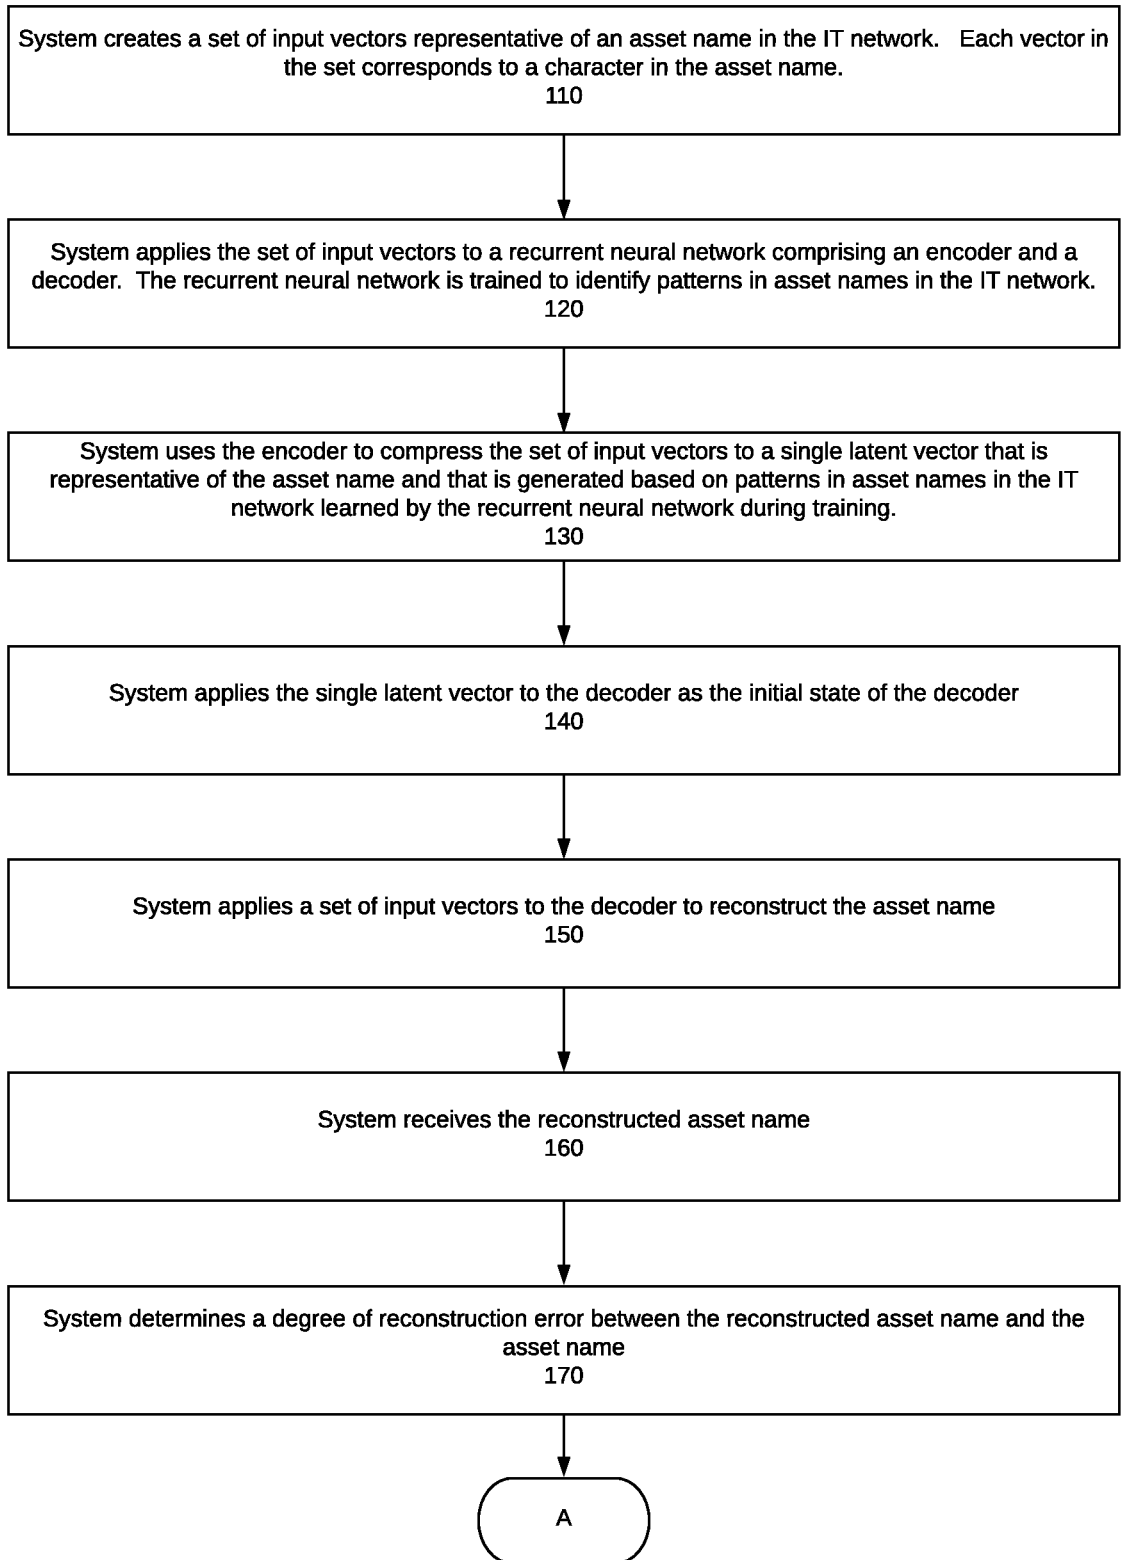 System creates a set of input vectors representative of an asset name in the IT network.   Each vector in
the set corresponds to a character in the asset name.
110
System applies the set of input vectors to a recurrent neural network comprising an encoder and a
decoder.  The recurrent neural network is trained to identify patterns in asset names in the IT network.
120
System uses the encoder to compress the set of input vectors to a single latent vector that is
representative of the asset name and that is generated based on patterns in asset names in the IT
network learned by the recurrent neural network during training.
130
System applies the single latent vector to the decoder as the initial state of the decoder
140
System applies a set of input vectors to the decoder to reconstruct the asset name
150
System receives the reconstructed asset name
160
System determines a degree of reconstruction error between the reconstructed asset name and the
asset name
170
A